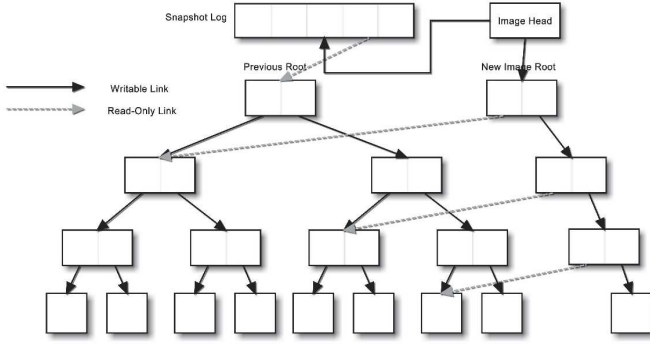 Snapshot Log
Image Head
Previous Root
New Image Root
Writable Link
Read-Only Link